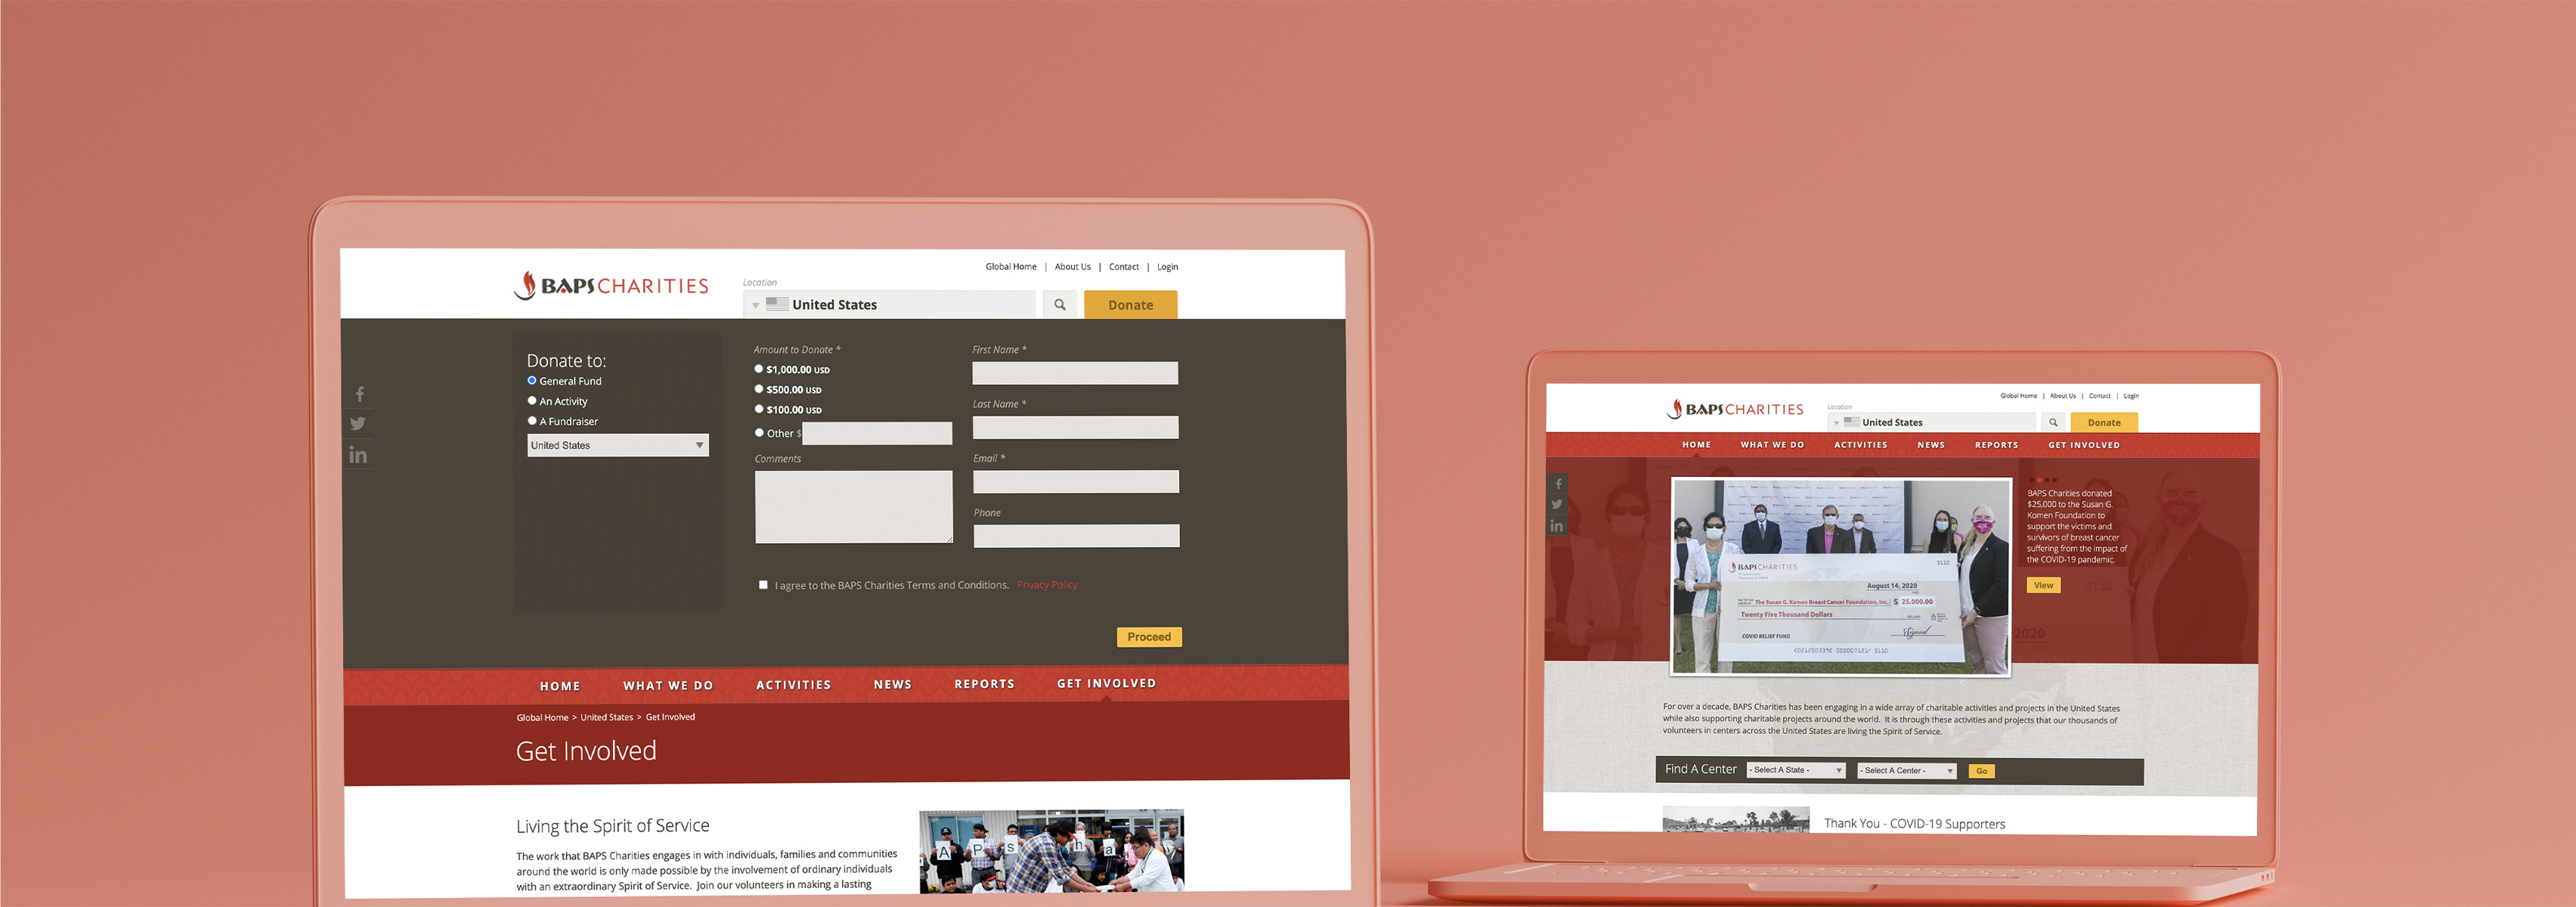 BAPS CHARITIES
Global Home | About Us | Contact | Login
Location
United States
Donate
Donate to:
General Fund
An Activity
A Fundraiser
United States
Amount to Donate *
$1,000.00 USD
$500.00 USD
$100.00 USD
Other $
Comments
First Name *
Last Name *
Email *
Phone
I agree to the BAPS Charities Terms and Conditions. Privacy Policy
Proceed
f
in
HOME WHAT WE DO ACTIVITIES NEWS REPORTS GET INVOLVED
Global Home > United States > Get Involved
Get Involved
Living the Spirit of Service
The work that BAPS Charities engages in with individuals, families and communities
around the world is only made possible by the involvement of ordinary individuals
with an extraordinary Spirit of Service. Join our volunteers in making a lasting
A P S h a
BAPS CHARITIES
Global Home | About Us | Contact | Login
Location
United States
Donate
HOME WHAT WE DO ACTIVITIES NEWS REPORTS GET INVOLVED
f
in
BAPS CHARITIES
3110
August 14, 2020
The Susan G. Komen Breast Cancer Foundation, Inc. $ 25,000.00
Twenty Five Thousand Dollars
COVID RELIEF FUND
Signed
BAPS Charities donated
$25,000 to the Susan G.
Komen Foundation to
support the victims and
survivors of breast cancer
suffering from the impact of
the COVID-19 pandemic.
View
For over a decade, BAPS Charities has been engaging in a wide array of charitable activities and projects in the United States
while also supporting charitable projects around the world. It is through these activities and projects that our thousands of
volunteers in centers across the United States are living the Spirit of Service.
Find A Center
- Select A State -
- Select A Center -
Go
Thank You - COVID-19 Supporters